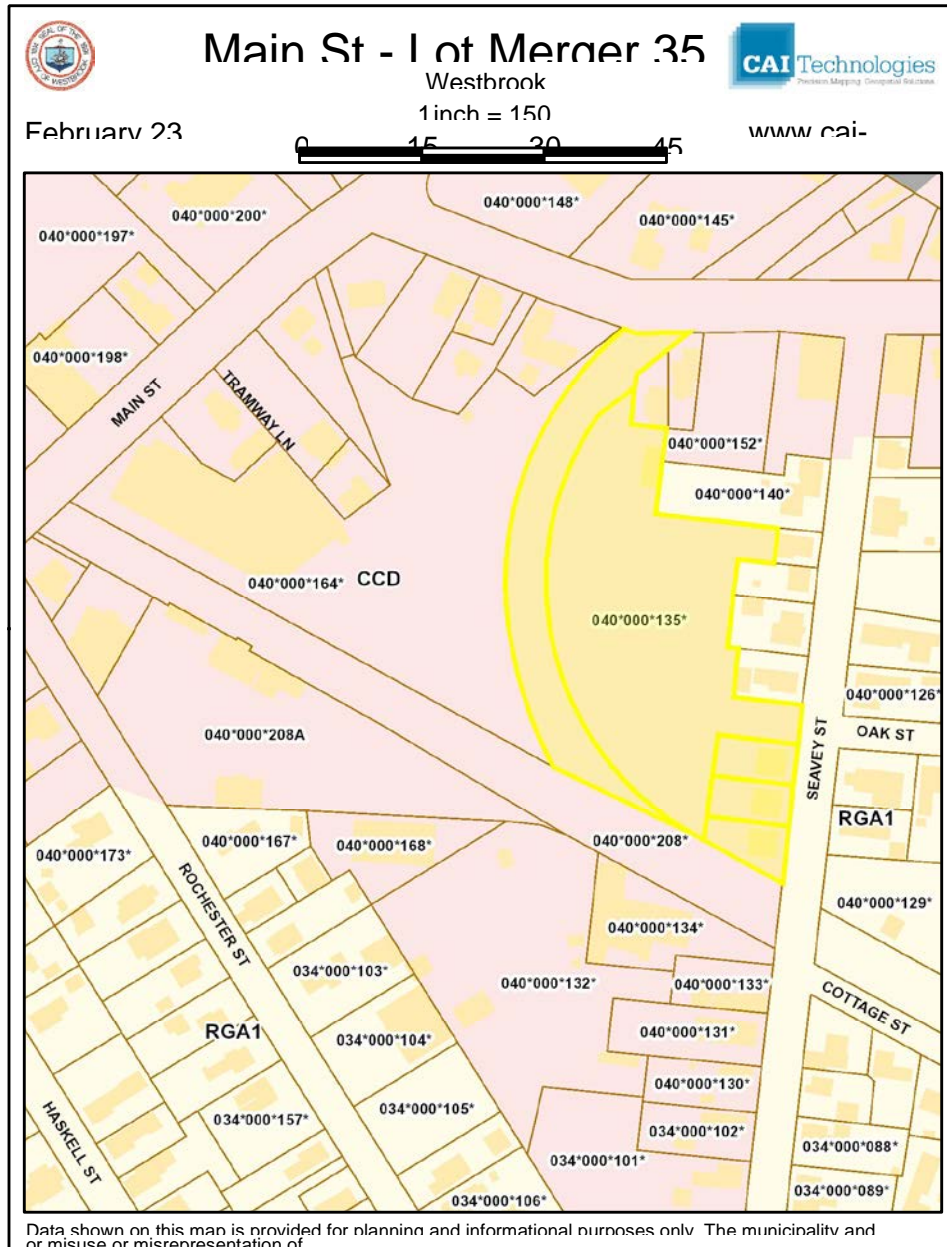 Main St - Lot Merger 35
Westbrook
1inch = 150
CAI Technologies
Precision Mapping. Geospatial Solutions.
February 23
0 15 30 45
www.cai-
040*000*200*
040*000*148*
040*000*145*
040*000*197*
040*000*198*
MAIN ST
TRAMWAY LN
040*000*152*
040*000*140*
040*000*164*
CCD
040*000*135*
040*000*126*
OAK ST
SEAVEY ST
040*000*208A
RGA1
040*000*173*
040*000*167*
040*000*168*
040*000*208*
040*000*129*
ROCHESTER ST
040*000*134*
034*000*103*
040*000*132*
040*000*133*
COTTAGE ST
RGA1
034*000*104*
040*000*131*
040*000*130*
HASKELL ST
034*000*157*
034*000*105*
034*000*102*
034*000*101*
034*000*088*
034*000*106*
034*000*089*
Data shown on this map is provided for planning and informational purposes only. The municipality and
or misuse or misrepresentation of